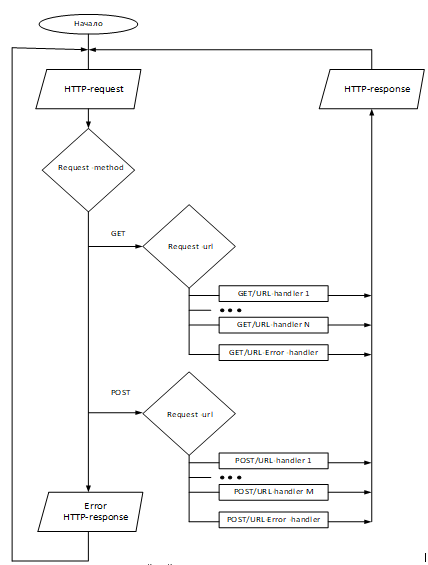 Начало
HTTP-request
HTTP-response
Request method
GET
Request url
GET/URL-handler 1
• • •
GET/URL-handler N
GET/URL-Error handler
POST
Request url
POST/URL-handler 1
• • •
POST/URL-handler M
POST/URL-Error handler
Error
HTTP-response